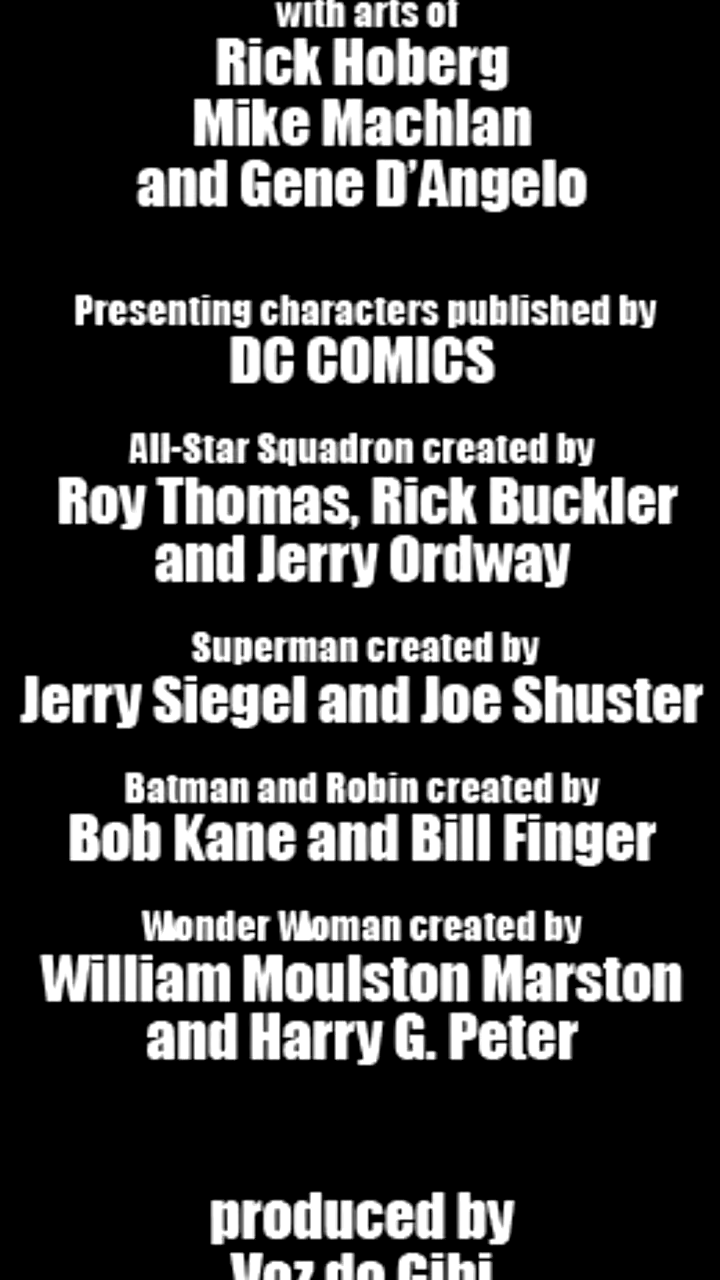 with arts of
Rick Hoberg
Mike Machlan
and Gene D'Angelo
Presenting characters published by
DC COMICS
All-Star Squadron created by
Roy Thomas, Rick Buckler
and Jerry Ordway
Superman created by
Jerry Siegel and Joe Shuster
Batman and Robin created by
Bob Kane and Bill Finger
Wonder Woman created by
William Moulston Marston
and Harry G. Peter
produced by
Voz do Gibi